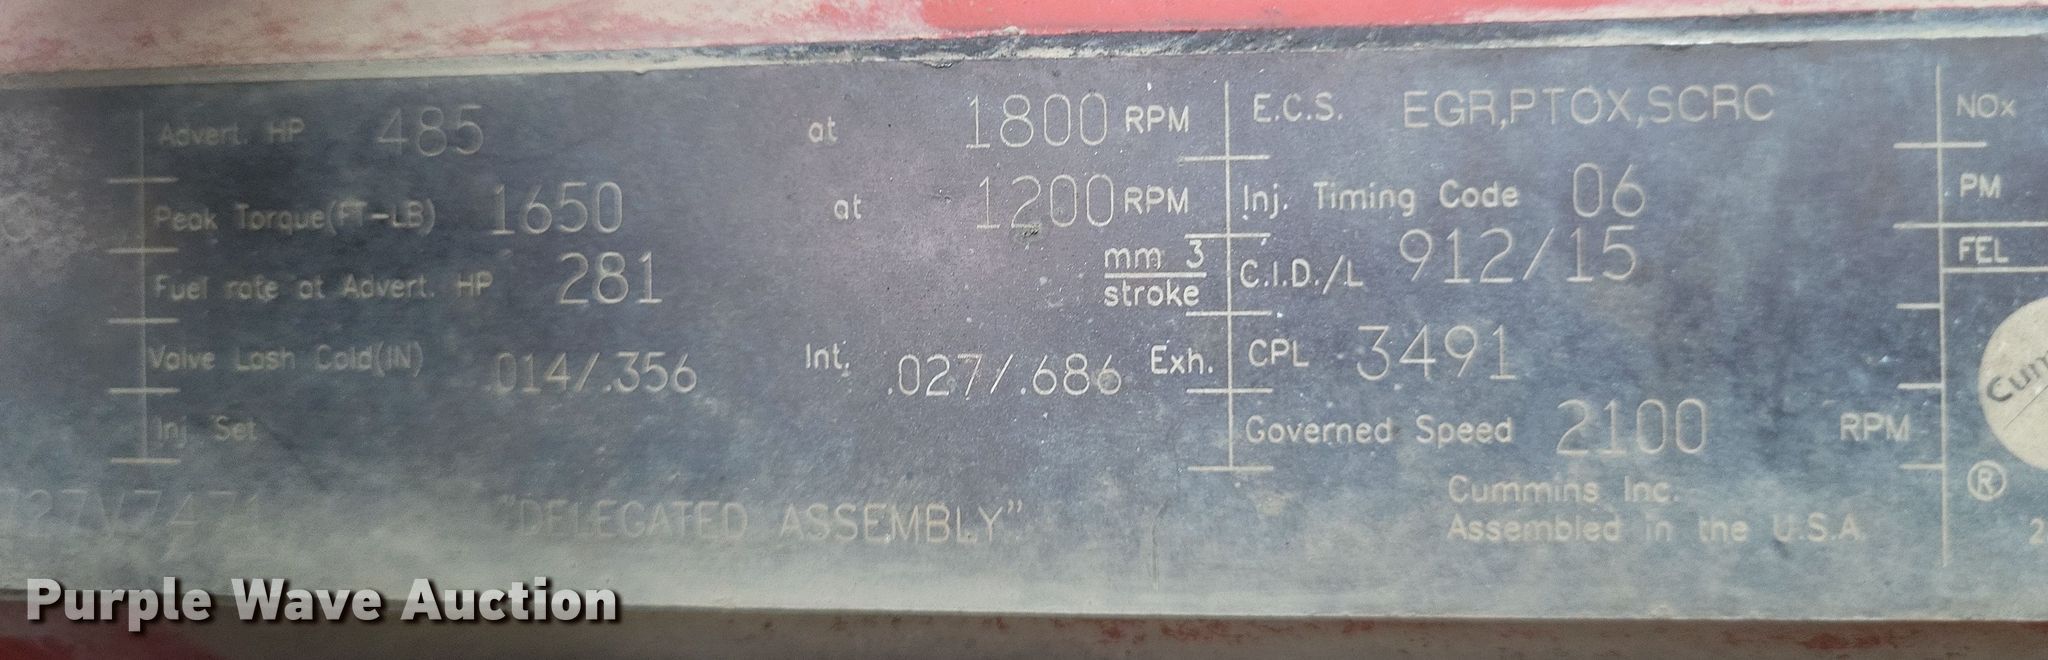 Advert. HP 485 at 1800 RPM
Peak Torque(FT-LB) 1650 at 1200 RPM
Fuel rate at Advert. HP 281 mm 3
stroke
Valve Lash Cold(IN) .014/.356 Int. .027/.686 Exh.
Inj Set
"DELEGATED ASSEMBLY"
E.C.S. EGR,PTOX,SCRC
Inj. Timing Code 06
C.I.D./L 912/15
CPL 3491
Governed Speed 2100 RPM
Cummins Inc.
Assembled in the U.S.A.
NOx
PM
FEL
®
Purple Wave Auction